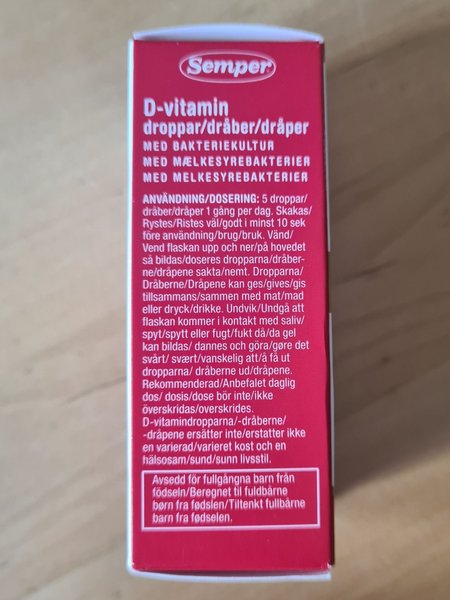 Semper
D-vitamin
droppar/dråber/dråper
MED BAKTERIEKULTUR
MED MÆLKESYREBAKTERIER
MED MELKESYREBAKTERIER
ANVÄNDNING/DOSERING: 5 droppar/
dråber/dråper 1 gång per dag. Skakas/
Rystes/Ristes väl/godt i minst 10 sek
före användning/brug/bruk. Vänd/
Vend flaskan upp och ner/på hovedet
så bildas/doseres dropparna/dråber-
ne/dråpene sakta/nemt. Dropparna/
Dråberne/Dråpene kan ges/gives/gis
tillsammans/sammen med mat/mad
eller dryck/drikke. Undvik/Undgå att
flaskan kommer i kontakt med saliv/
spyt/spytt eller fugt/fukt då/da gel
kan bildas/ dannes och göra/gøre det
svårt/ svært/vanskelig att/å få ut
dropparna/ dråberne ud/dråpene.
Rekommenderad/Anbefalet daglig
dos/ dosis/dose bör inte/ikke
överskridas/overskrides.
D-vitamindropparna/-dråberne/
-dråpene ersätter inte/erstatter ikke
en varierad/varieret kost och en
hälsosam/sund/sunn livsstil.
Avsedd för fullgångna barn från
födseln/Beregnet til fuldbårne
børn fra fødslen/Tiltenkt fullbårne
barn fra fødselen.